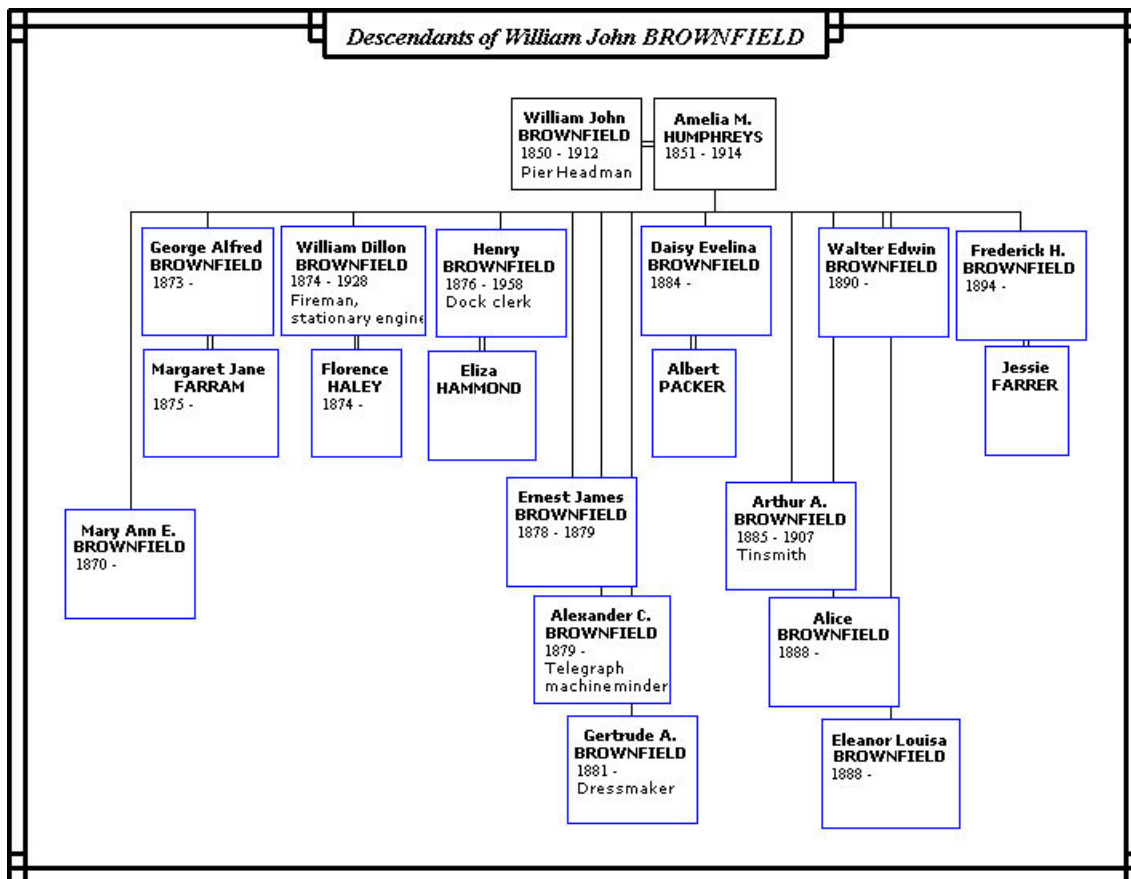 Descendants of William John BROWNFIELD
William John
BROWNFIELD
1850 - 1912
Pier Headman
Amelia M.
HUMPHREYS
1851 - 1914
George Alfred
BROWNFIELD
1873 -
William Dillon
BROWNFIELD
1874 - 1928
Fireman,
stationary engine
Henry
BROWNFIELD
1876 - 1958
Dock clerk
Daisy Evelina
BROWNFIELD
1884 -
Walter Edwin
BROWNFIELD
1890 -
Frederick H.
BROWNFIELD
1894 -
Margaret Jane
FARRAM
1875 -
Florence
HALEY
1874 -
Eliza
HAMMOND
Albert
PACKER
Jessie
FARRER
Mary Ann E.
BROWNFIELD
1870 -
Ernest James
BROWNFIELD
1878 - 1879
Arthur A.
BROWNFIELD
1885 - 1907
Tinsmith
Alexander C.
BROWNFIELD
1879 -
Telegraph
machineminder
Alice
BROWNFIELD
1888 -
Gertrude A.
BROWNFIELD
1881 -
Dressmaker
Eleanor Louisa
BROWNFIELD
1888 -